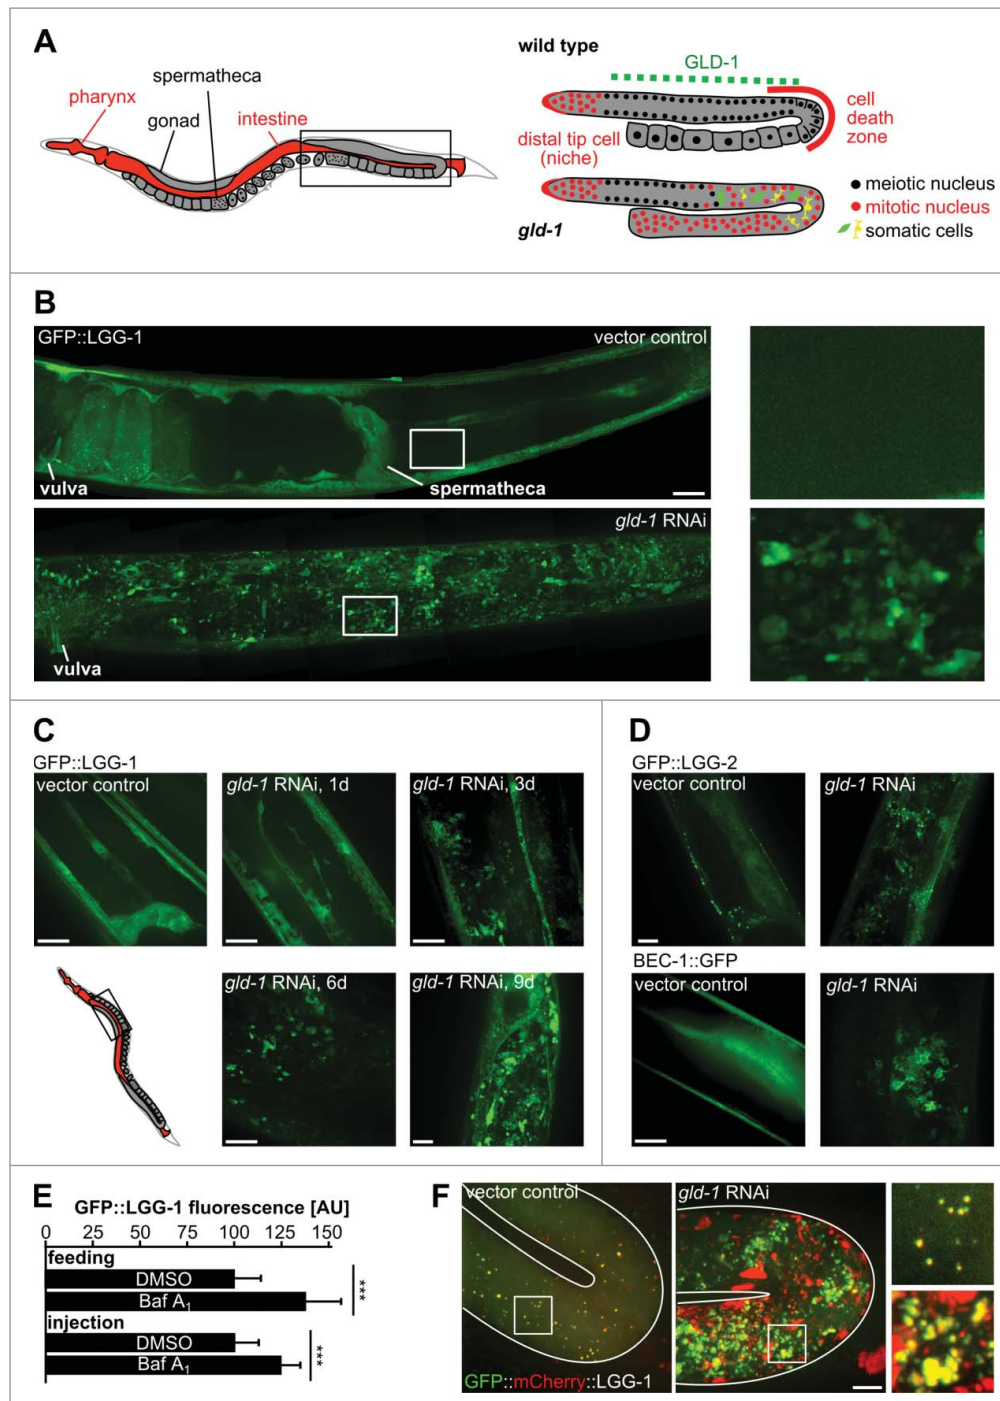 A
spermatheca
pharynx
gonad
intestine
wild type
GLD-1
cell
death
zone
distal tip cell
(niche)
gld-1
meiotic nucleus
mitotic nucleus
somatic cells
B
GFP::LGG-1
vector control
vulva
spermatheca
gld-1 RNAi
vulva
C
GFP::LGG-1
vector control
gld-1 RNAi, 1d
gld-1 RNAi, 3d
gld-1 RNAi, 6d
gld-1 RNAi, 9d
D
GFP::LGG-2
vector control
gld-1 RNAi
BEC-1::GFP
vector control
gld-1 RNAi
E
GFP::LGG-1 fluorescence [AU]
0 25 50 75 100 125 150
feeding
DMSO
Baf A₁
***
injection
DMSO
Baf A₁
***
F
vector control
gld-1 RNAi
GFP::mCherry::LGG-1